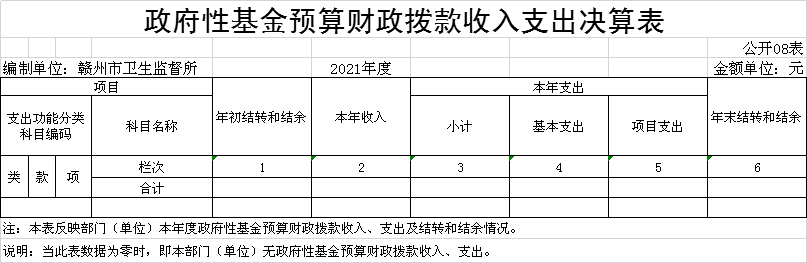 政府性基金预算财政拨款收入支出决算表
公开08表
编制单位：赣州市卫生监督所 2021年度 金额单位：元
项目 年初结转和结余 本年收入 本年支出 年末结转和结余
支出功能分类科目编码 科目名称 小计 基本支出 项目支出
类 款 项 栏次 1 2 3 4 5 6
合计
注：本表反映部门（单位）本年度政府性基金预算财政拨款收入、支出及结转和结余情况。
说明：当此表数据为零时，即本部门（单位）无政府性基金预算财政拨款收入、支出。